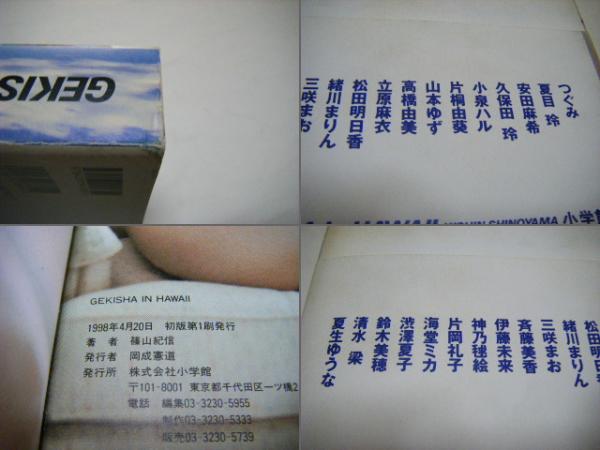 GEKIS
つぐみ
夏目 玲
安田麻希
久保田 玲
小泉ハル
片桐由葵
山本ゆず
高橋由美
立原麻衣
松田明日香
緒川まりん
三咲まお
SHINOYAMA 小学館
GEKISHA IN HAWAII
1998年4月20日 初版第1刷発行
著者 篠山紀信
発行者 岡成憲道
発行所 株式会社小学館
〒101-8001 東京都千代田区一ツ橋2
電話 編集03-3230-5955
制作03-3230-5333
販売03-3230-5739
松田明日香
緒川まりん
三咲まお
斉藤美香
伊藤未来
神乃毬絵
片岡礼子
海堂ミカ
渋澤夏子
鈴木美穂
清水 梁
夏生ゆうな